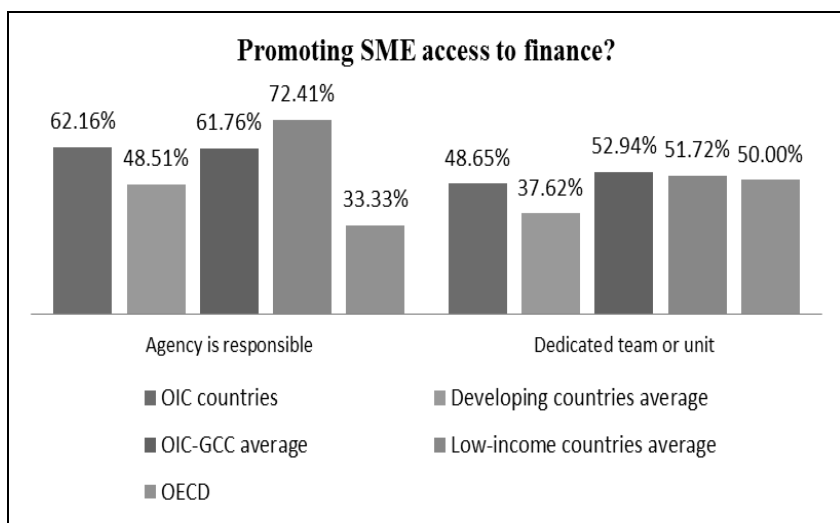 Promoting SME access to finance?
62.16%
48.51%
61.76%
72.41%
33.33%
48.65%
37.62%
52.94%
51.72%
50.00%
Agency is responsible
Dedicated team or unit
OIC countries
Developing countries average
OIC-GCC average
Low-income countries average
OECD